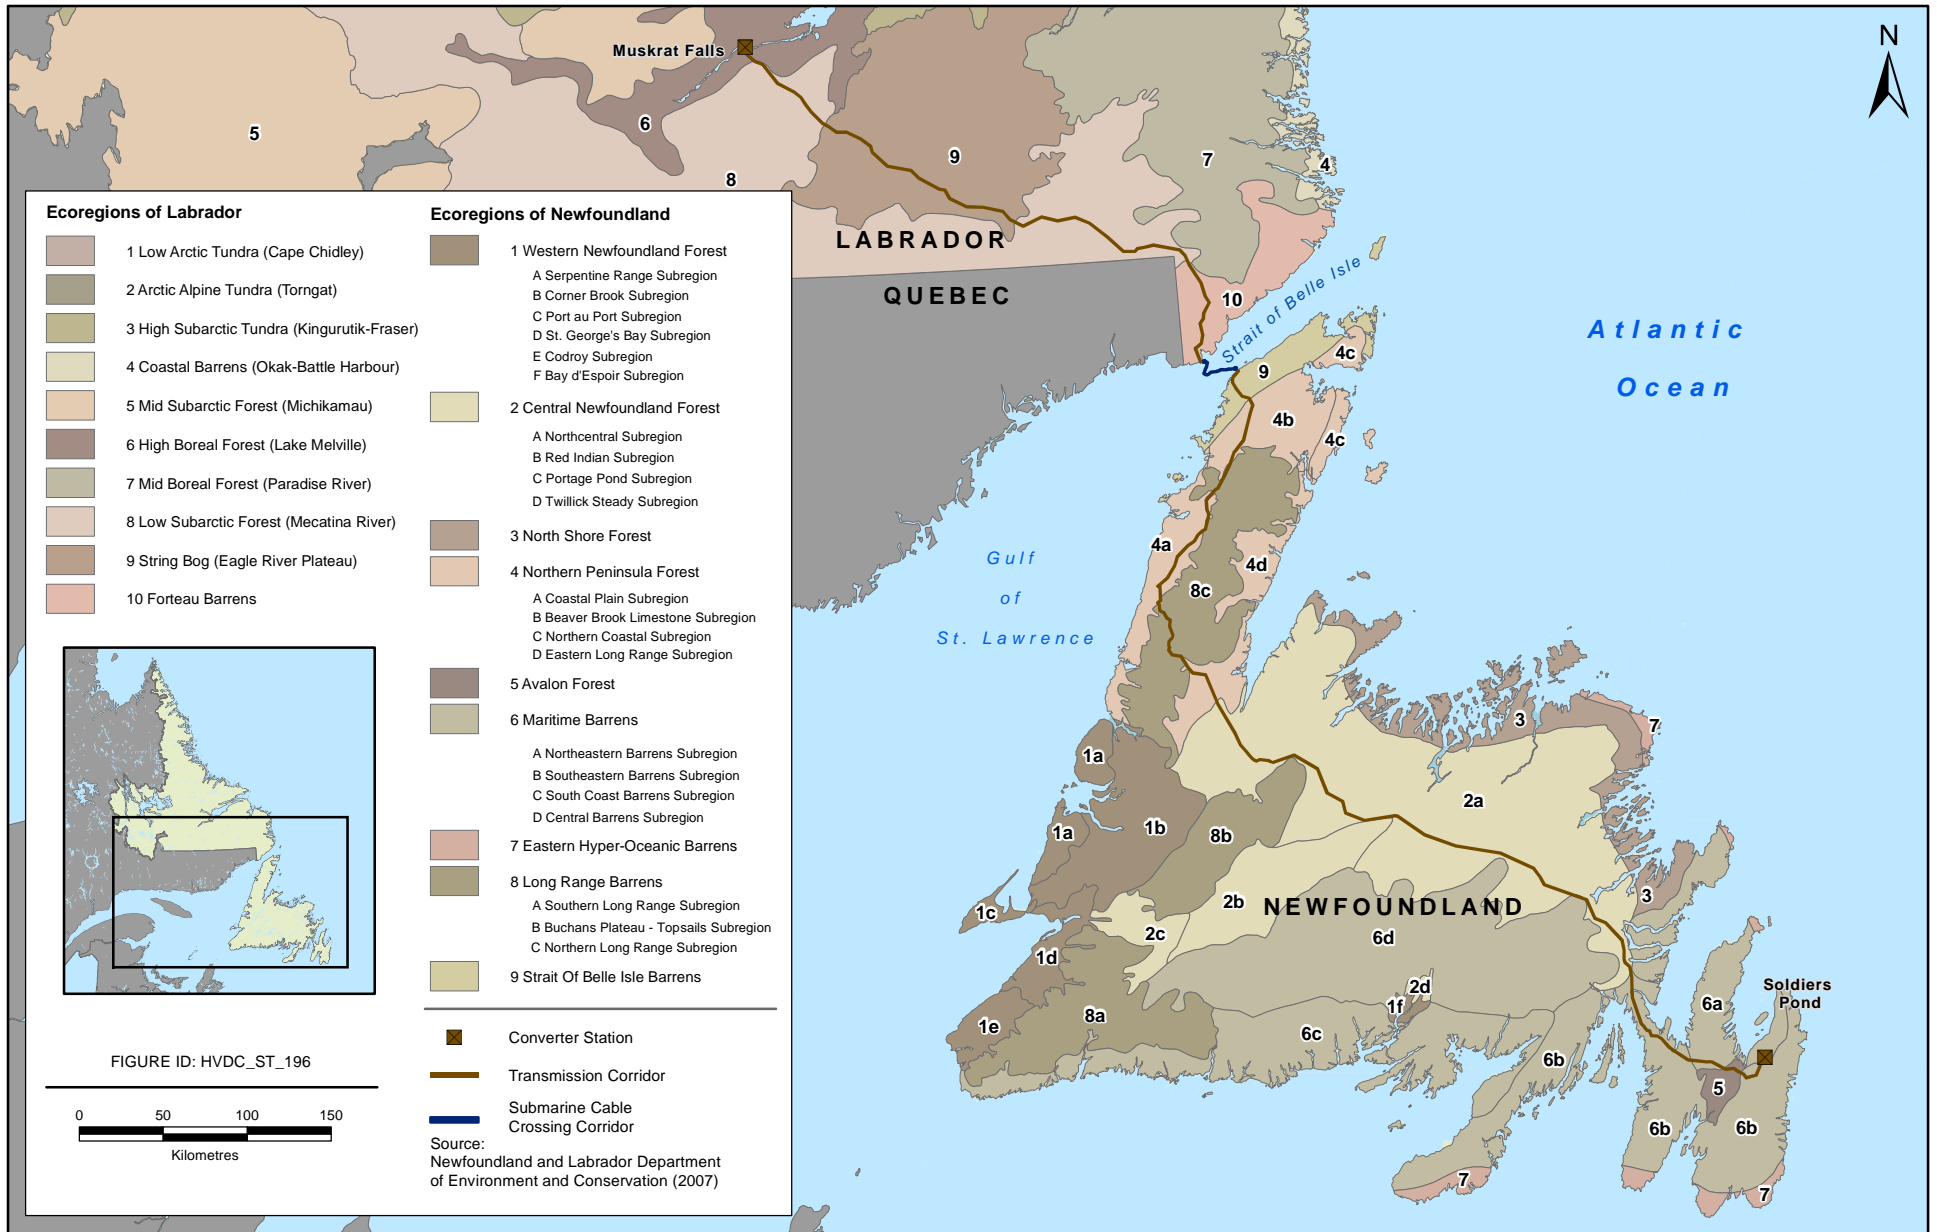 Muskrat Falls
N
5
6
8
9
7
4
LABRADOR
QUEBEC
10
Strait of Belle Isle
Atlantic
Ocean
9
4c
4b
4c
Gulf
of
St. Lawrence
4a
4d
8c
3
7
1a
2a
1a
1b
8b
2b
NEWFOUNDLAND
3
1c
2c
6d
1d
2d
1f
Soldiers
Pond
1e
8a
6c
6a
6b
5
6b
6b
7
7
Ecoregions of Labrador
1 Low Arctic Tundra (Cape Chidley)
2 Arctic Alpine Tundra (Torngat)
3 High Subarctic Tundra (Kingurutik-Fraser)
4 Coastal Barrens (Okak-Battle Harbour)
5 Mid Subarctic Forest (Michikamau)
6 High Boreal Forest (Lake Melville)
7 Mid Boreal Forest (Paradise River)
8 Low Subarctic Forest (Mecatina River)
9 String Bog (Eagle River Plateau)
10 Forteau Barrens
Ecoregions of Newfoundland
1 Western Newfoundland Forest
A Serpentine Range Subregion
B Corner Brook Subregion
C Port au Port Subregion
D St. George's Bay Subregion
E Codroy Subregion
F Bay d'Espoir Subregion
2 Central Newfoundland Forest
A Northcentral Subregion
B Red Indian Subregion
C Portage Pond Subregion
D Twillick Steady Subregion
3 North Shore Forest
4 Northern Peninsula Forest
A Coastal Plain Subregion
B Beaver Brook Limestone Subregion
C Northern Coastal Subregion
D Eastern Long Range Subregion
5 Avalon Forest
6 Maritime Barrens
A Northeastern Barrens Subregion
B Southeastern Barrens Subregion
C South Coast Barrens Subregion
D Central Barrens Subregion
7 Eastern Hyper-Oceanic Barrens
8 Long Range Barrens
A Southern Long Range Subregion
B Buchans Plateau - Topsails Subregion
C Northern Long Range Subregion
9 Strait Of Belle Isle Barrens
Converter Station
Transmission Corridor
Submarine Cable
Crossing Corridor
Source:
Newfoundland and Labrador Department
of Environment and Conservation (2007)
FIGURE ID: HVDC_ST_196
0 50 100 150
Kilometres